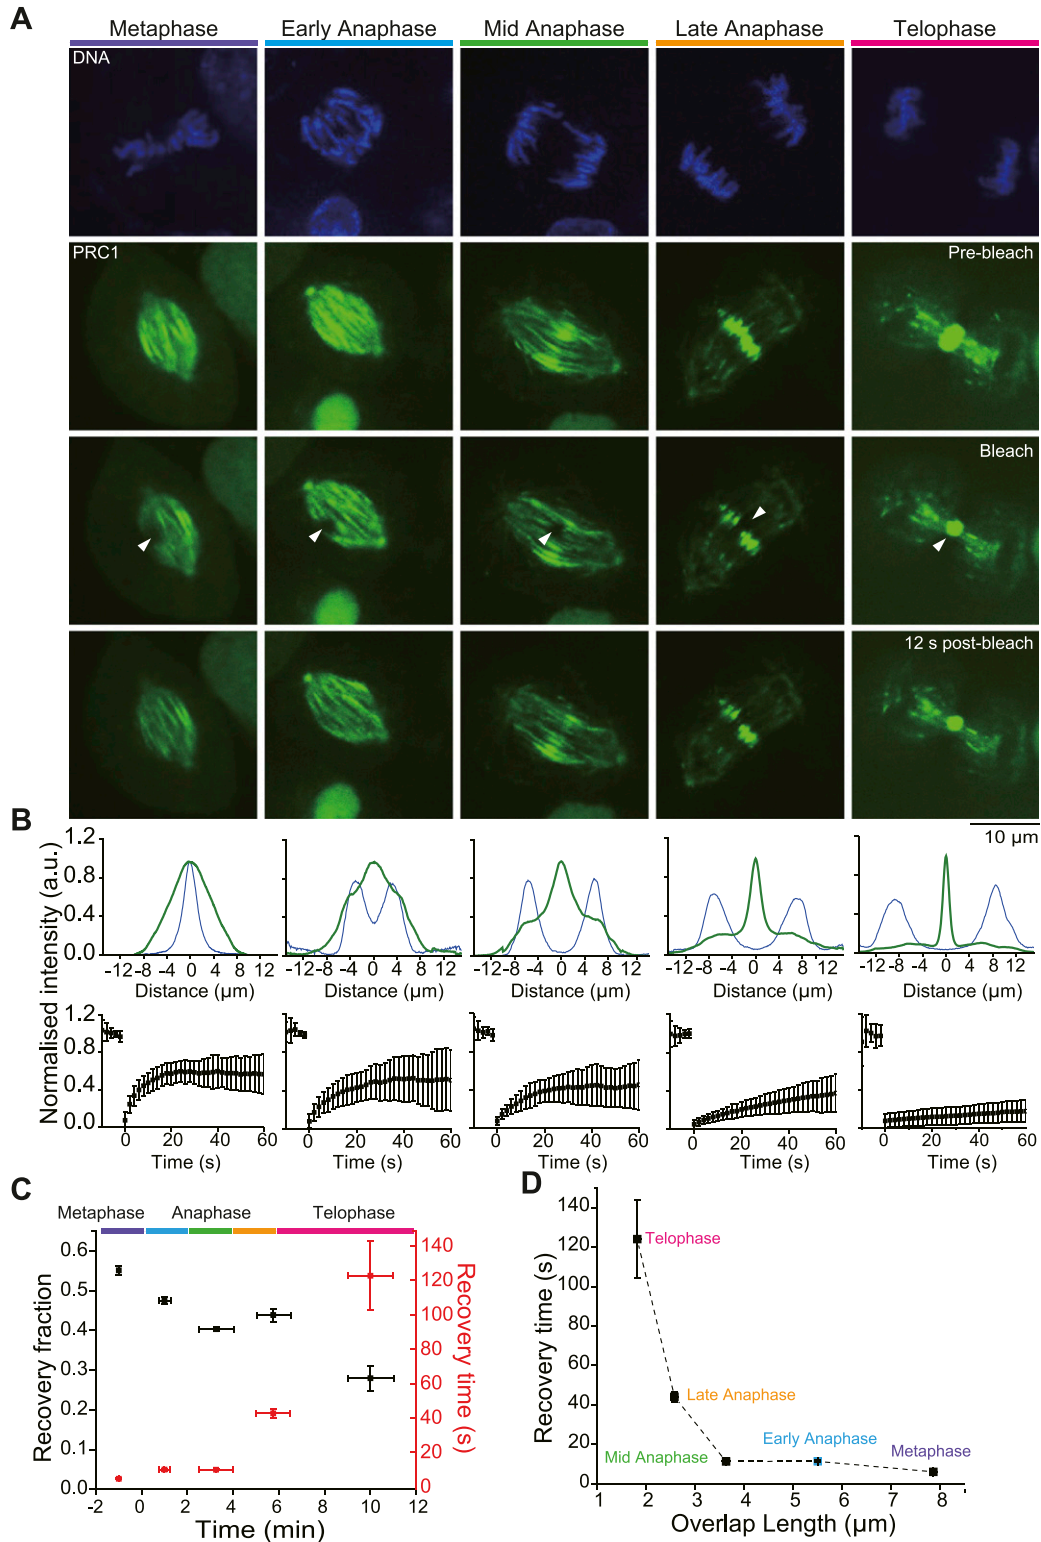 A
Metaphase Early Anaphase Mid Anaphase Late Anaphase Telophase
DNA
PRC1 Pre-bleach
Bleach
12 s post-bleach
10 µm
B
Normalised intensity (a.u.)
1.2
0.8
0.4
0.0
-12 -8 -4 0 4 8 12 -12 -8 -4 0 4 8 12 -12 -8 -4 0 4 8 12 -12 -8 -4 0 4 8 12 -12 -8 -4 0 4 8 12
Distance (µm) Distance (µm) Distance (µm) Distance (µm) Distance (µm)
1.2
0.8
0.4
0.0
0 20 40 60 0 20 40 60 0 20 40 60 0 20 40 60 0 20 40 60
Time (s) Time (s) Time (s) Time (s) Time (s)
C
Metaphase Anaphase Telophase
Recovery fraction
0.6
0.5
0.4
0.3
0.2
0.1
0.0
-2 0 2 4 6 8 10 12
Time (min)
140
120
100
80
60
40
20
0
Recovery time (s)
D
Recovery time (s)
140
120
100
80
60
40
20
0
Telophase
Late Anaphase
Mid Anaphase
Early Anaphase
Metaphase
1 2 3 4 5 6 7 8
Overlap Length (µm)